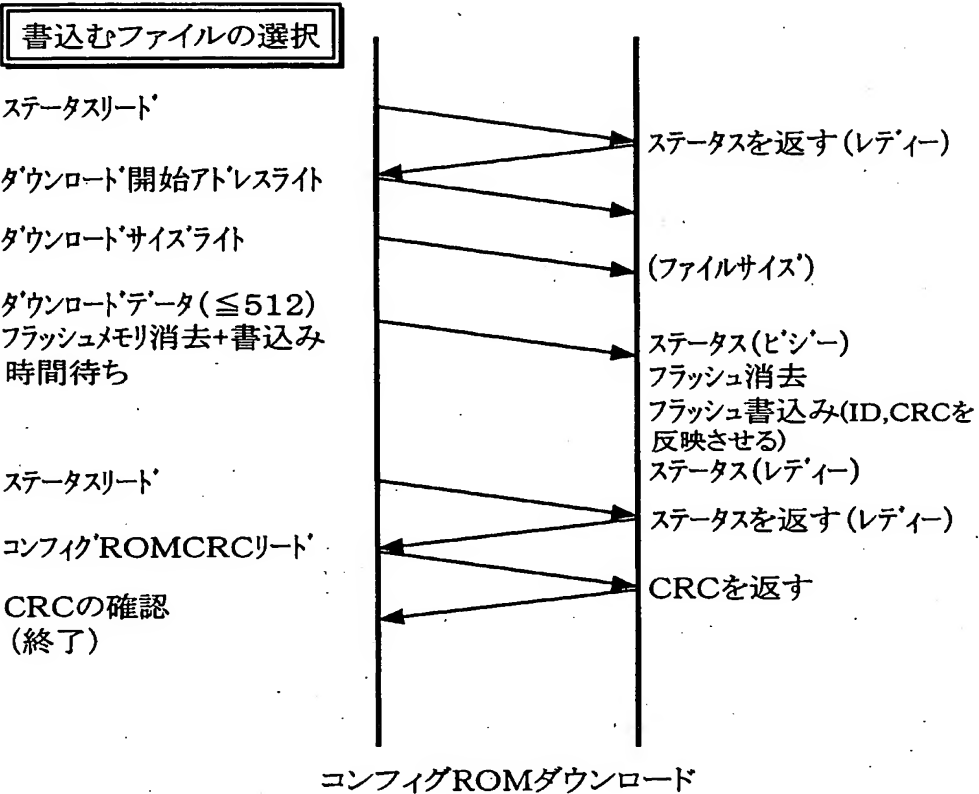 書込むファイルの選択
ステータスリード
ステータスを返す(レディー)
ダウンロード開始アドレスライト
ダウンロードサイズライト
(ファイルサイズ)
ダウンロードデータ(≦512)
フラッシュメモリ消去+書込み
時間待ち
ステータス(ビジー)
フラッシュ消去
フラッシュ書込み(ID,CRCを
反映させる)
ステータス(レディー)
ステータスリード
ステータスを返す(レディー)
コンフィグROMCRCリード
CRCを返す
CRCの確認
(終了)
コンフィグROMダウンロード